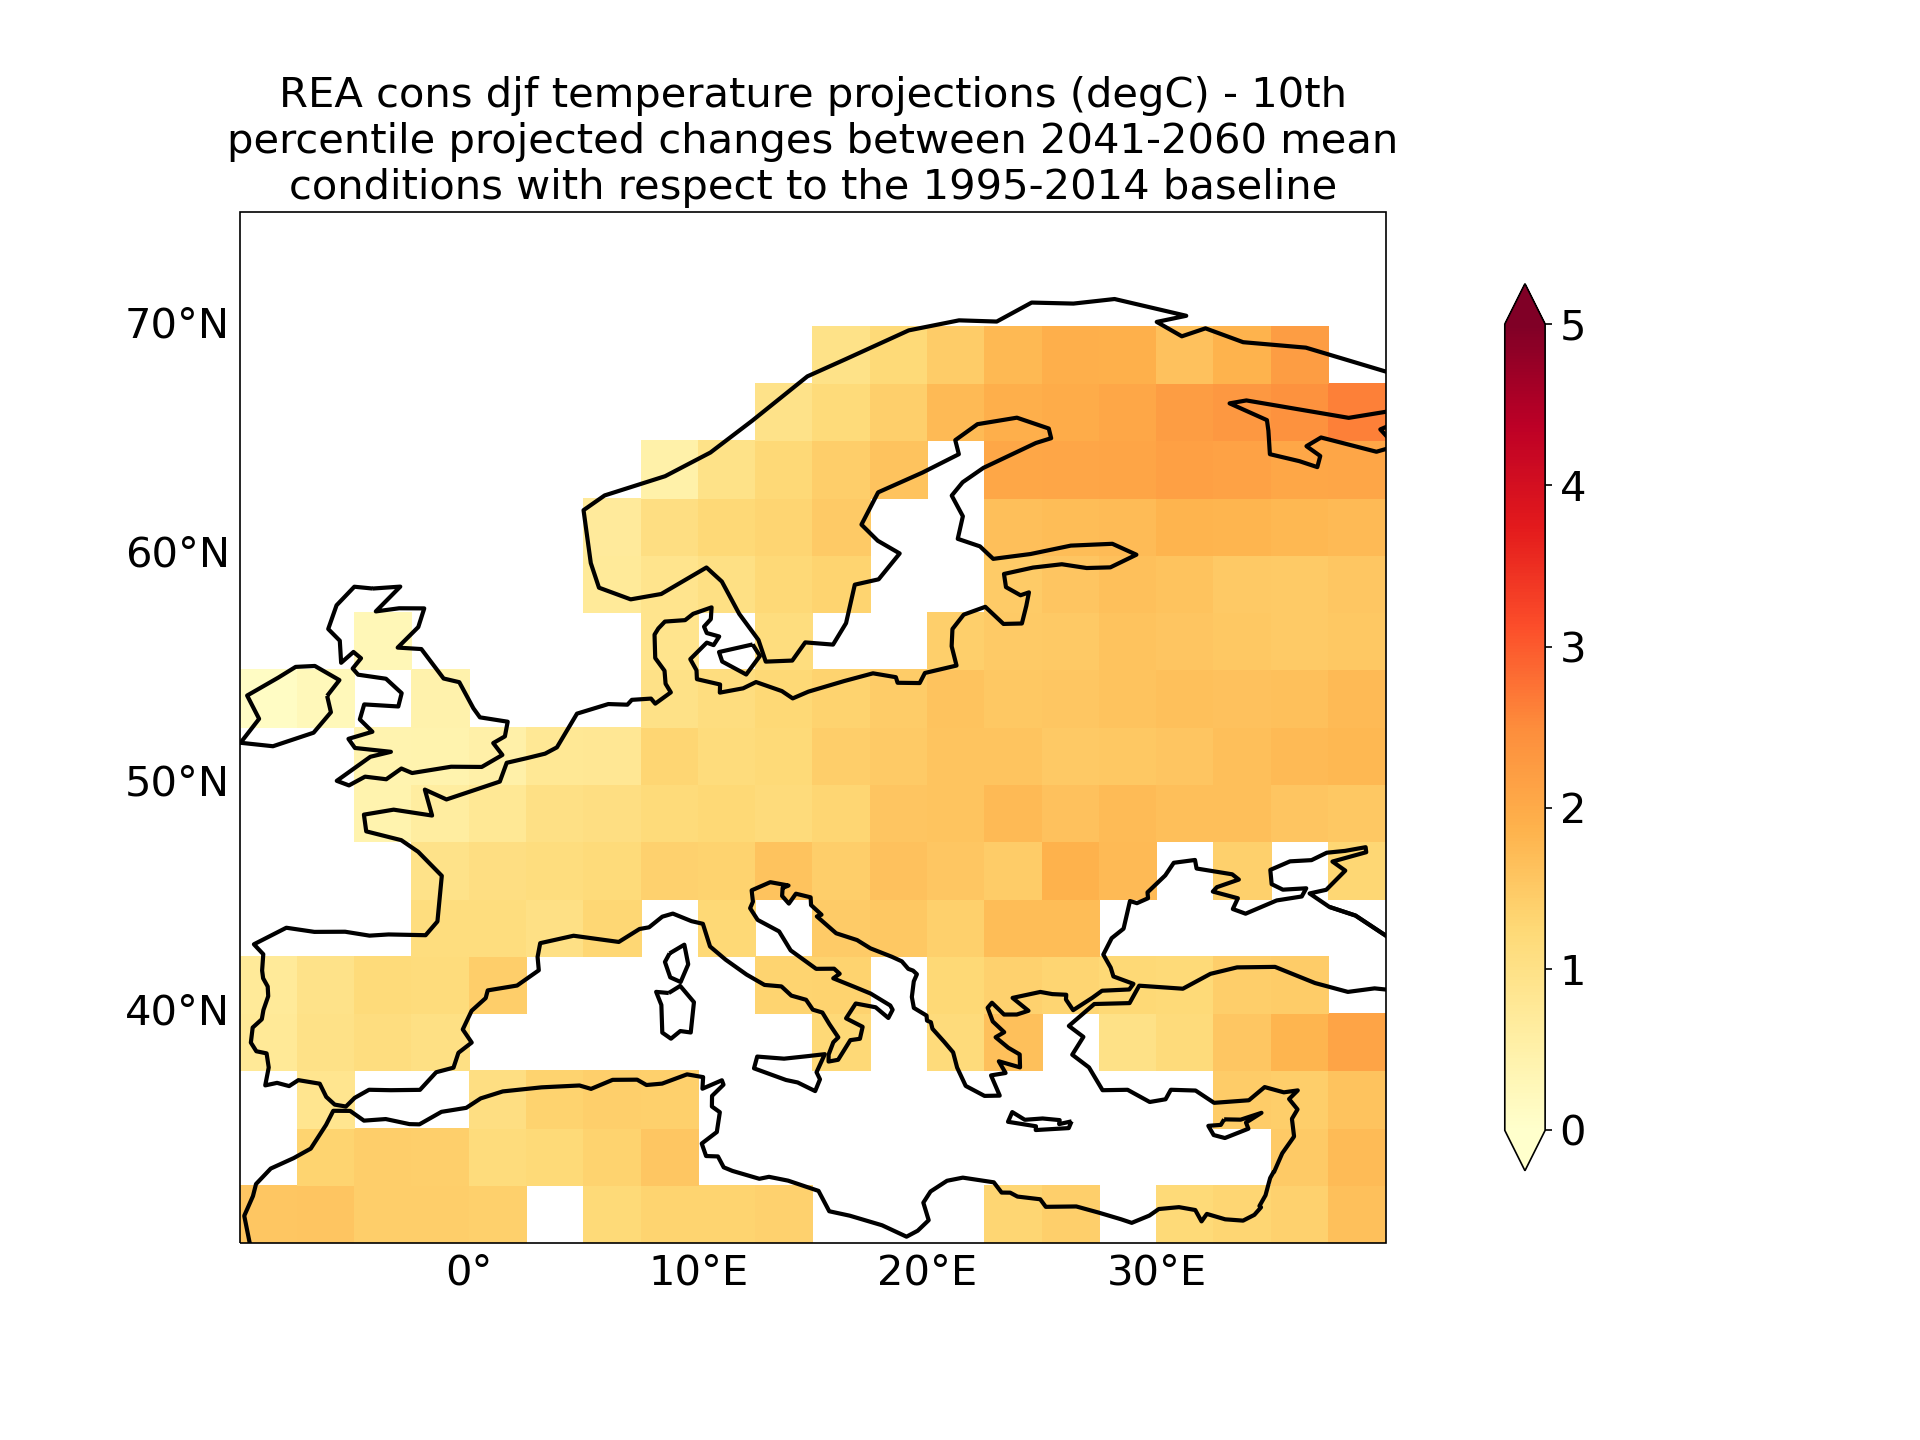 REA cons djf temperature projections (degC) - 10th
percentile projected changes between 2041-2060 mean
conditions with respect to the 1995-2014 baseline
70°N
60°N
50°N
40°N
0°
10°E
20°E
30°E
5
4
3
2
1
0